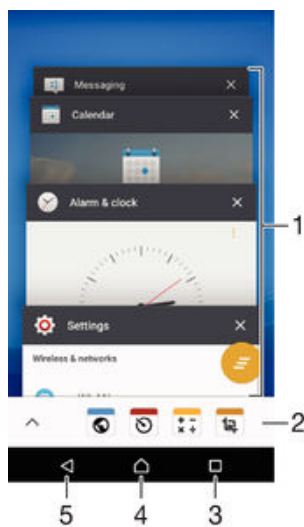 Messaging
Calendar
Alarm & clock
1
Settings
Wireless & networks
2
5
4
3